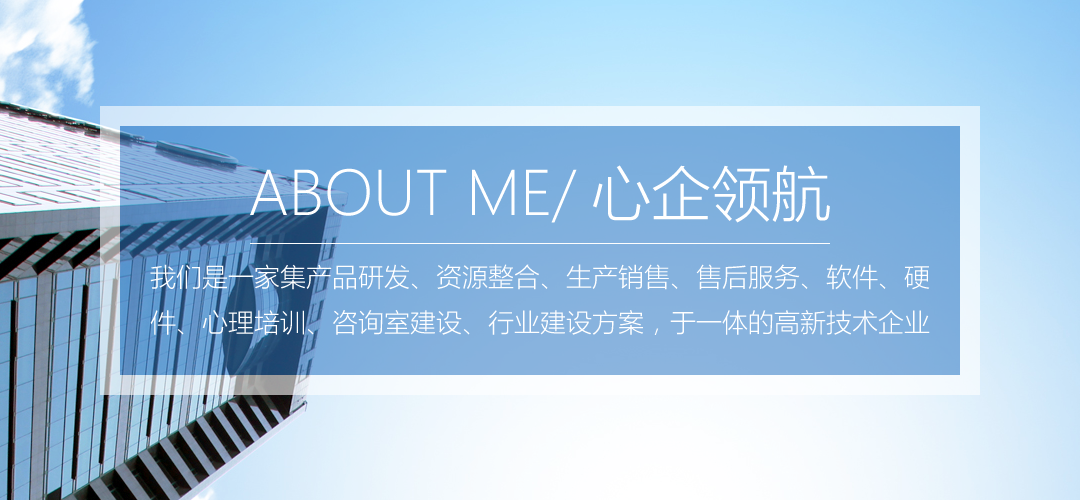 ABOUT ME/ 心企领航
我们是一家集产品研发、资源整合、生产销售、售后服务、软件、硬
件、心理培训、咨询室建设、行业建设方案，于一体的高新技术企业